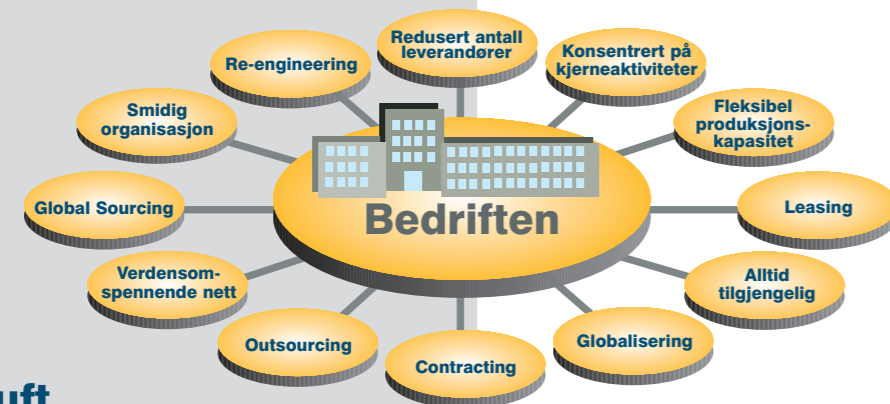 Redusert antall
leverandører
Konsentrert på
kjerneaktiviteter
Re-engineering
Smidig
organisasjon
Fleksibel
produksjons-
kapasitet
Global Sourcing
Bedriften
Leasing
Verdensom-
spennende nett
Alltid
tilgjengelig
Outsourcing
Contracting
Globalisering